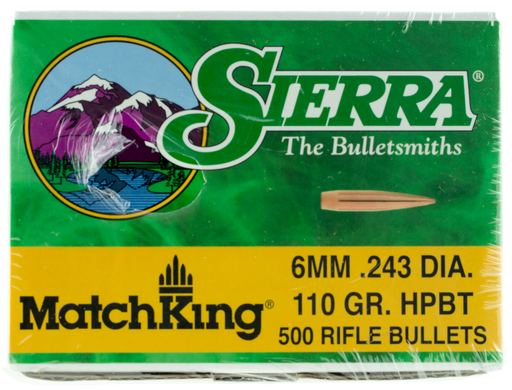 SIERRA®
The Bulletsmiths
6MM .243 DIA.
MatchKing® 110 GR. HPBT
500 RIFLE BULLETS